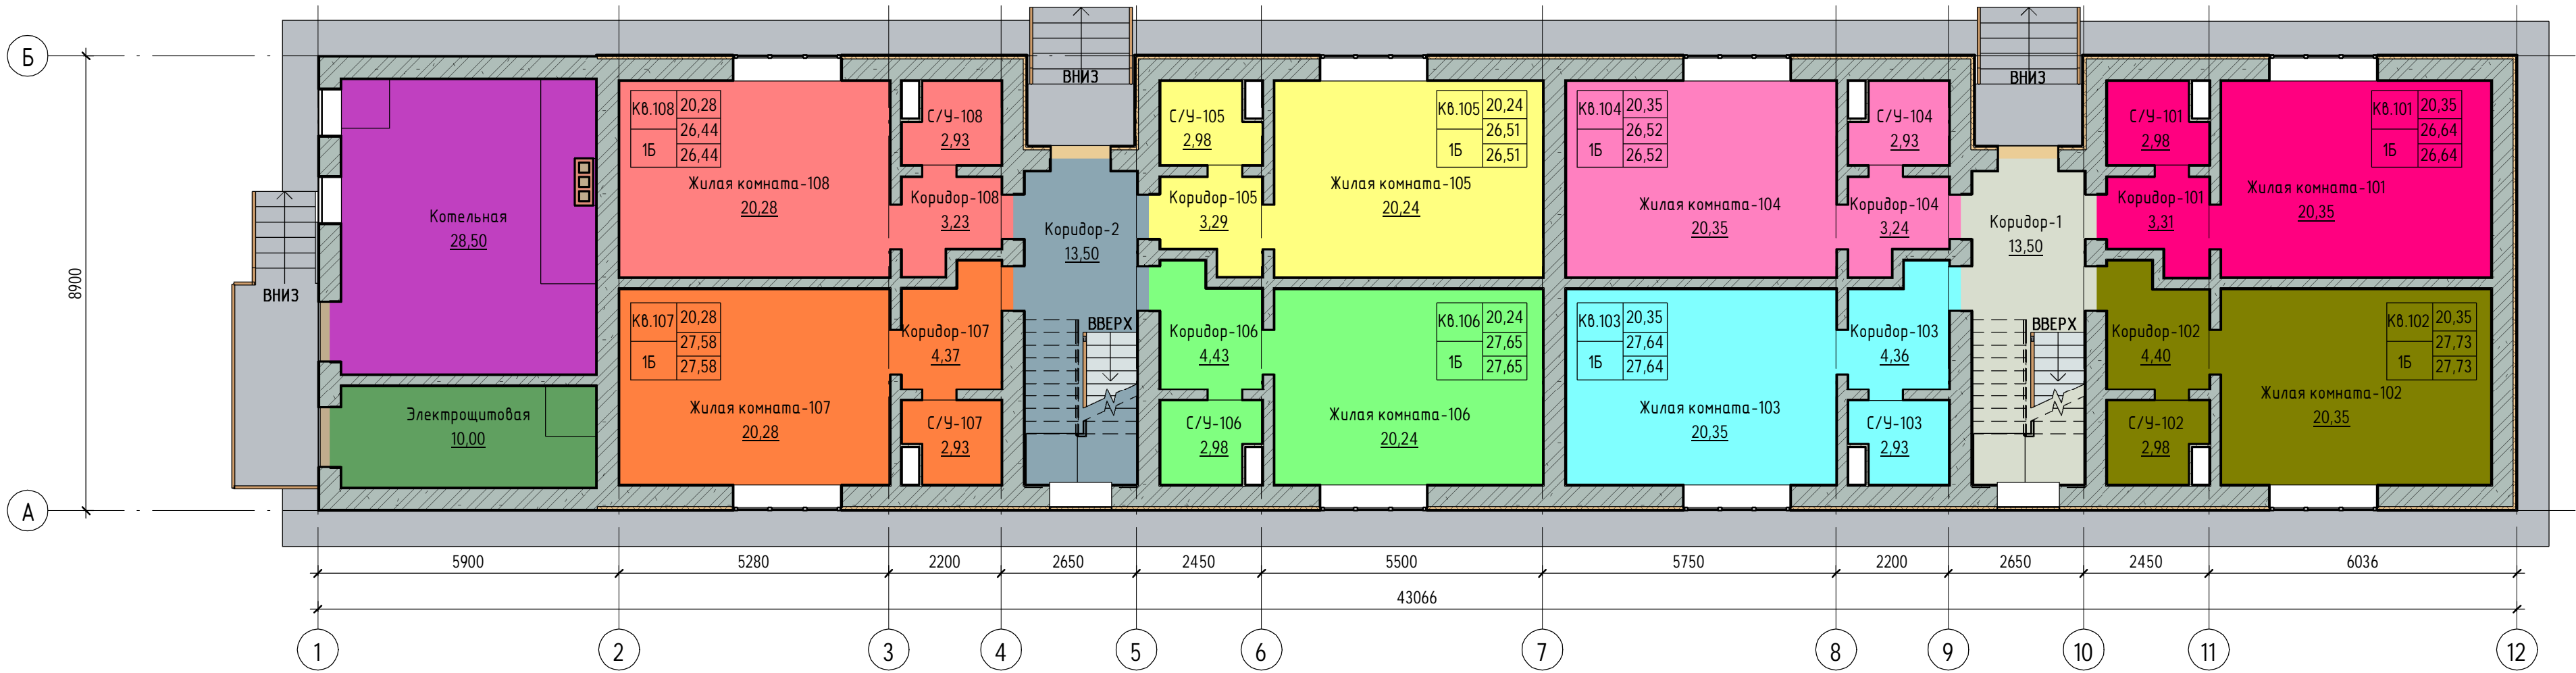 Б
ВНИЗ
ВНИЗ
Кв.108 20,28
26,44
1Б 26,44
С/У-108
2,93
С/У-105
2,98
Кв.105 20,24
26,51
1Б 26,51
Кв.104 20,35
26,52
1Б 26,52
С/У-104
2,93
С/У-101
2,98
Кв.101 20,35
26,64
1Б 26,64
Жилая комната-108
20,28
Коридор-108
3,23
Коридор-105
3,29
Жилая комната-105
20,24
Жилая комната-104
20,35
Коридор-104
3,24
Коридор-101
3,31
Жилая комната-101
20,35
Котельная
28,50
Коридор-2
13,50
Коридор-1
13,50
8900
ВНИЗ
Кв.107 20,28
27,58
1Б 27,58
Коридор-107
4,37
ВВЕРХ
Коридор-106
4,43
Кв.106 20,24
27,65
1Б 27,65
Кв.103 20,35
27,64
1Б 27,64
Коридор-103
4,36
ВВЕРХ
Коридор-102
4,40
Кв.102 20,35
27,73
1Б 27,73
Электрощитовая
10,00
Жилая комната-107
20,28
С/У-107
2,93
С/У-106
2,98
Жилая комната-106
20,24
Жилая комната-103
20,35
С/У-103
2,93
С/У-102
2,98
Жилая комната-102
20,35
А
5900 5280 2200 2650 2450 5500 5750 2200 2650 2450 6036
43066
1 2 3 4 5 6 7 8 9 10 11 12